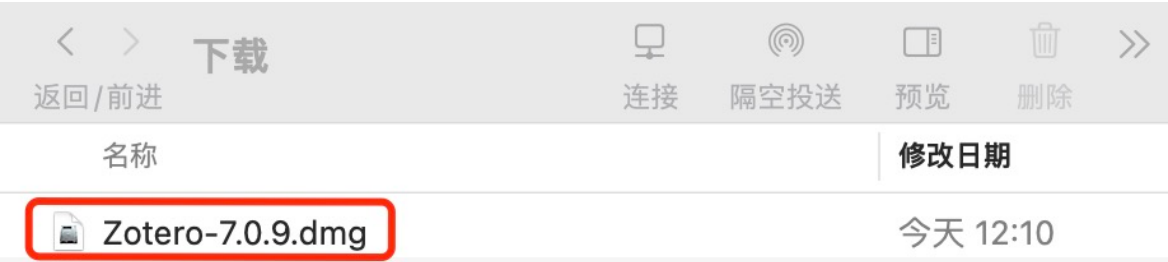 下载
返回/前进 连接 隔空投送 预览 删除
名称 修改日期
Zotero-7.0.9.dmg 今天 12:10